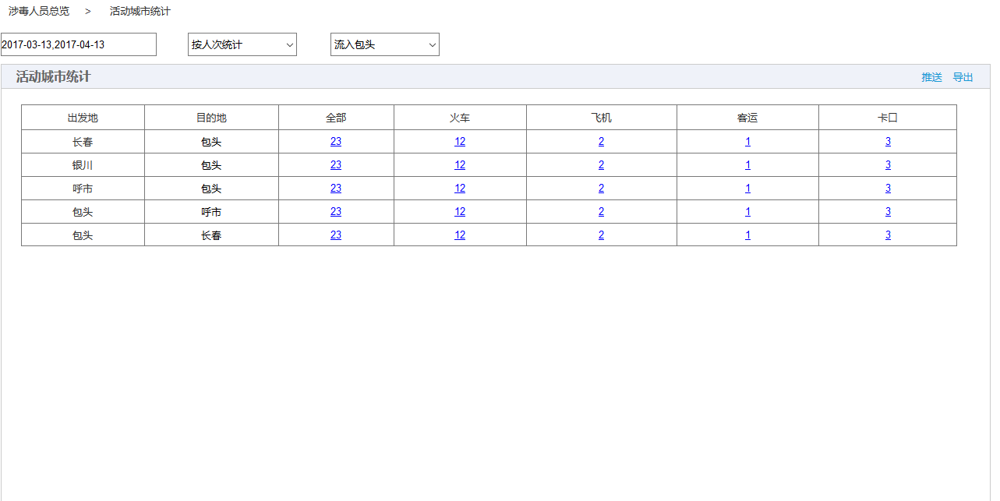 涉毒人员总览 > 活动城市统计
2017-03-13,2017-04-13 按人次统计 流入包头
活动城市统计 推送 导出
出发地 目的地 全部 火车 飞机 客运 卡口
长春 包头 23 12 2 1 3
银川 包头 23 12 2 1 3
呼市 包头 23 12 2 1 3
包头 呼市 23 12 2 1 3
包头 长春 23 12 2 1 3